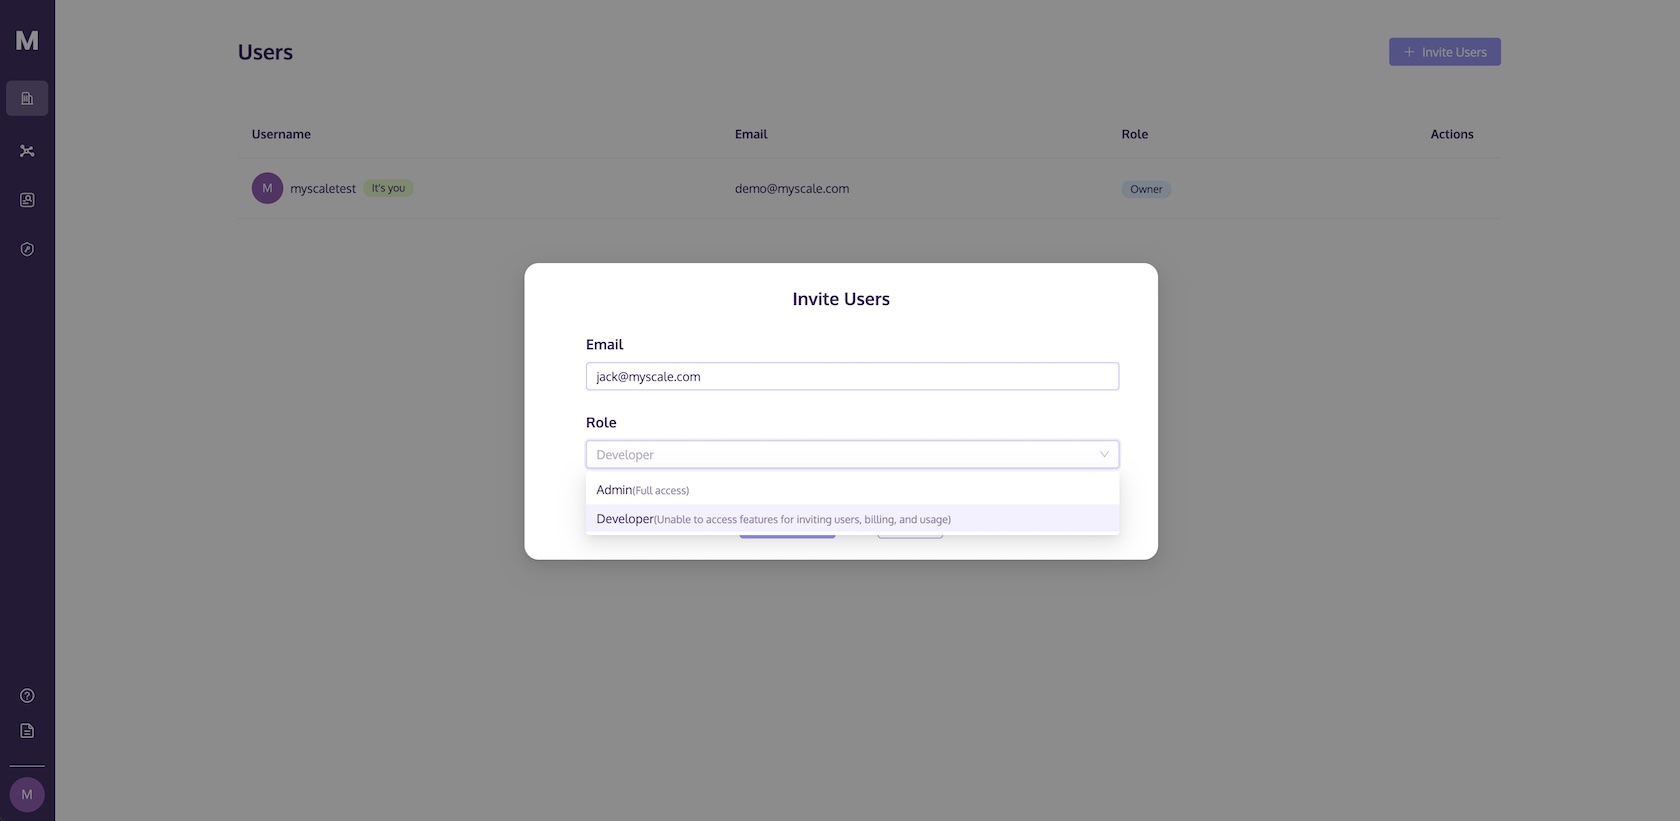 M
Users
+ Invite Users
Username Email Role Actions
M myscaletest It's you demo@myscale.com Owner
Invite Users
Email
jack@myscale.com
Role
Developer
Admin(Full access)
Developer(Unable to access features for inviting users, billing, and usage)
M